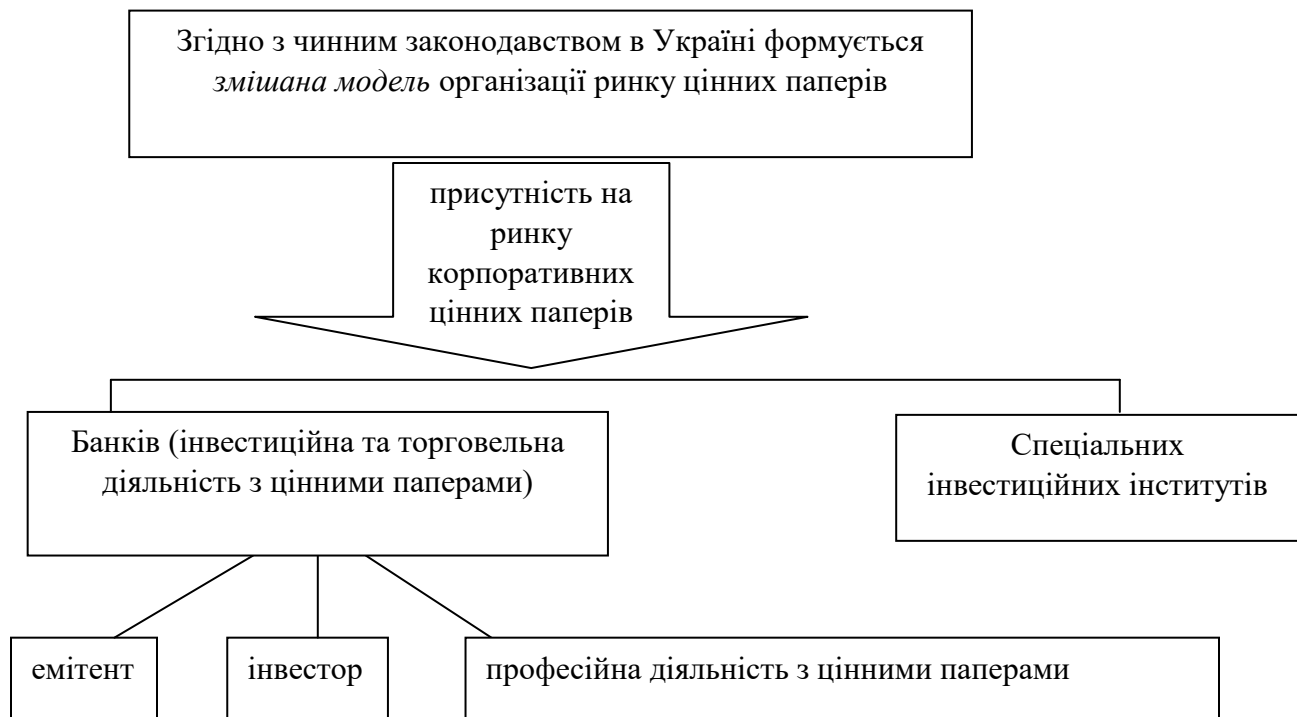 Згідно з чинним законодавством в Україні формується
змішана модель організації ринку цінних паперів
присутність на
ринку
корпоративних
цінних паперів
Банків (інвестиційна та торговельна
діяльність з цінними паперами)
Спеціальних
інвестиційних інститутів
емітент
інвестор
професійна діяльність з цінними паперами